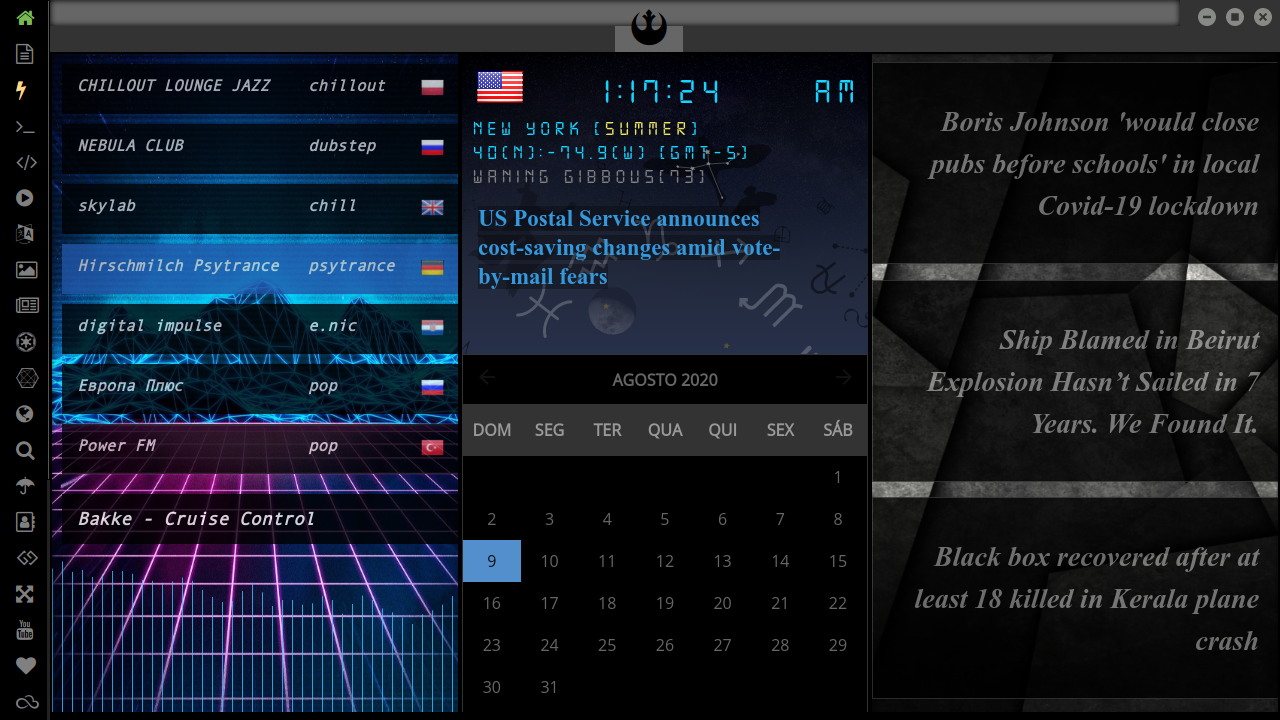 CHILLOUT LOUNGE JAZZ chillout
NEBULA CLUB dubstep
skylab chill
Hirschmilch Psytrance psytrance
digital impulse e.nic
Европа Плюс pop
Power FM pop
Bakke - Cruise Control
You
Tube
1:17:24 AM
NEW YORK (SUMMER)
40(N):-74.9(W) (GMT-5)
WANING GIBBOUS(73)
US Postal Service announces
cost-saving changes amid vote-
by-mail fears
AGOSTO 2020
DOM SEG TER QUA QUI SEX SÁB
1
2 3 4 5 6 7 8
9 10 11 12 13 14 15
16 17 18 19 20 21 22
23 24 25 26 27 28 29
30 31
Boris Johnson 'would close
pubs before schools' in local
Covid-19 lockdown
Ship Blamed in Beirut
Explosion Hasn’t Sailed in 7
Years. We Found It.
Black box recovered after at
least 18 killed in Kerala plane
crash